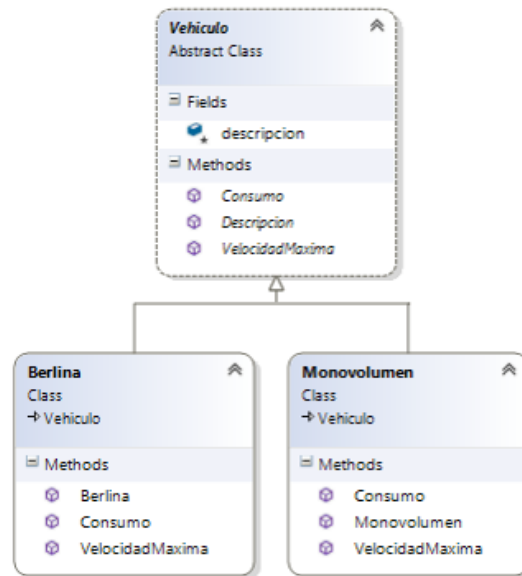 Vehiculo
Abstract Class
Fields
descripcion
Methods
Consumo
Descripcion
VelocidadMaxima
Berlina
Class
Vehiculo
Methods
Berlina
Consumo
VelocidadMaxima
Monovolumen
Class
Vehiculo
Methods
Consumo
Monovolumen
VelocidadMaxima